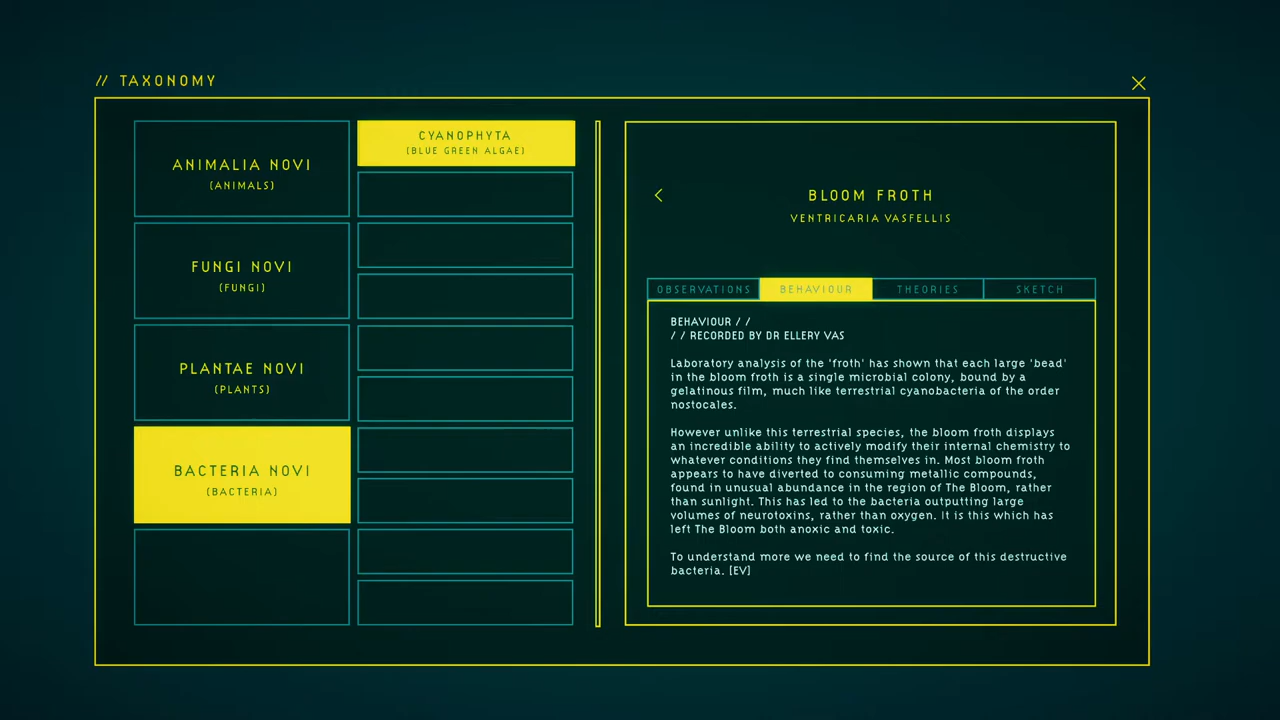 // TAXONOMY
ANIMALIA NOVI
(ANIMALS)
FUNGI NOVI
(FUNGI)
PLANTAE NOVI
(PLANTS)
BACTERIA NOVI
(BACTERIA)
CYANOPHYTA
(BLUE GREEN ALGAE)
BLOOM FROTH
VENTRICARIA VASFELLIS
OBSERVATIONS
BEHAVIOUR
THEORIES
SKETCH
BEHAVIOUR / /
/ / RECORDED BY DR ELLERY VAS
Laboratory analysis of the 'froth' has shown that each large 'bead'
in the bloom froth is a single microbial colony, bound by a
gelatinous film, much like terrestrial cyanobacteria of the order
nostocales.
However unlike this terrestrial species, the bloom froth displays
an incredible ability to actively modify their internal chemistry to
whatever conditions they find themselves in. Most bloom froth
appears to have diverted to consuming metallic compounds,
found in unusual abundance in the region of The Bloom, rather
than sunlight. This has led to the bacteria outputting large
volumes of neurotoxins, rather than oxygen. It is this which has
left The Bloom both anoxic and toxic.
To understand more we need to find the source of this destructive
bacteria. [EV]